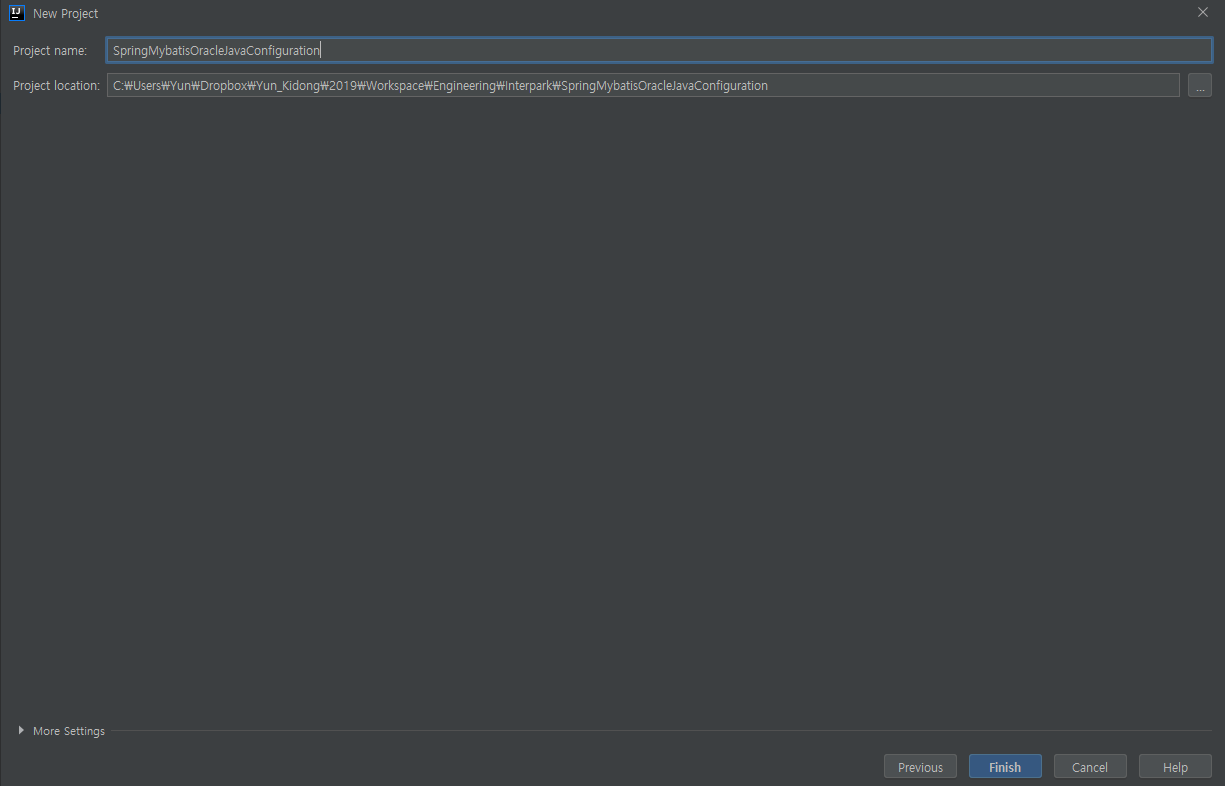 IJ New Project
Project name: SpringMybatisOracleJavaConfiguration
Project location: C:₩Users₩Yun₩Dropbox₩Yun_Kidong₩2019₩Workspace₩Engineering₩Interpark₩SpringMybatisOracleJavaConfiguration ...
More Settings
Previous Finish Cancel Help